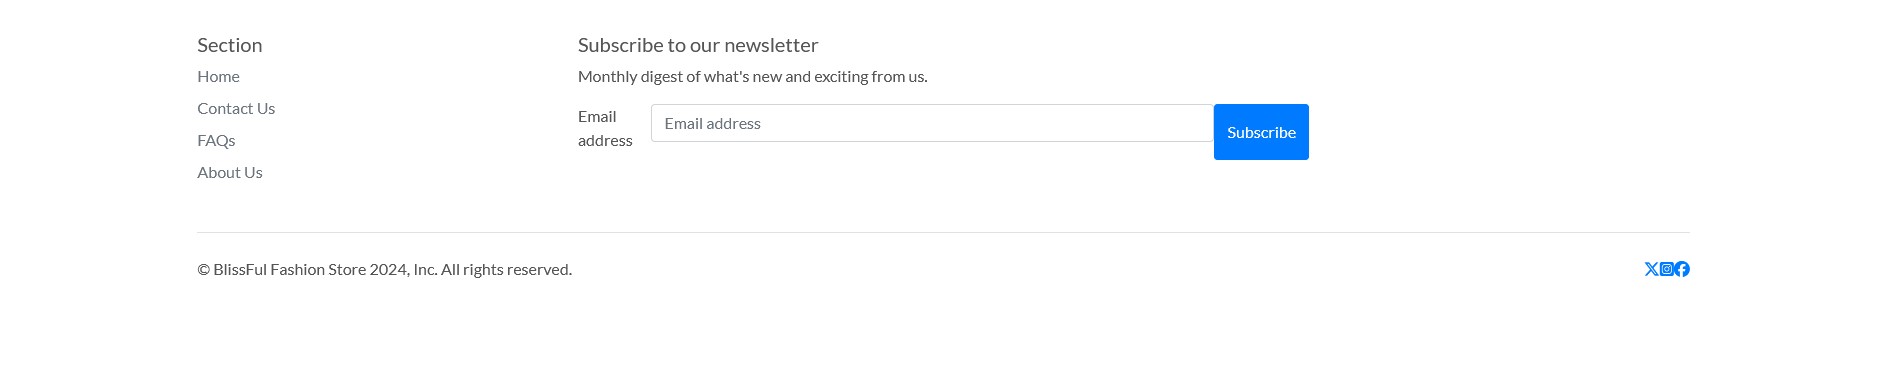 Section
Home
Contact Us
FAQs
About Us
Subscribe to our newsletter
Monthly digest of what's new and exciting from us.
Email
address
Email address
Subscribe
© BlissFul Fashion Store 2024, Inc. All rights reserved.